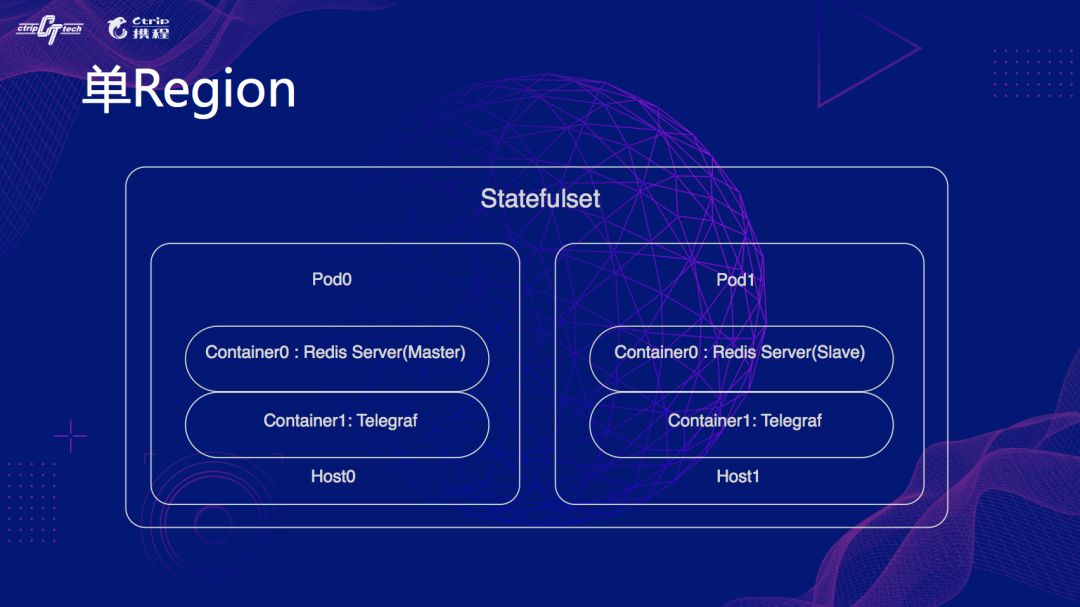 ctrip tech
Ctrip
携程
单Region
Statefulset
Pod0
Container0 : Redis Server(Master)
Container1: Telegraf
Host0
Pod1
Container0 : Redis Server(Slave)
Container1: Telegraf
Host1